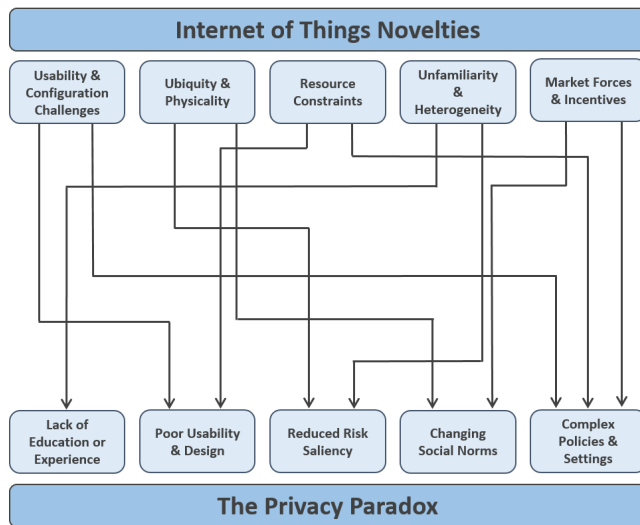 Internet of Things Novelties
Usability &
Configuration
Challenges
Ubiquity &
Physicality
Resource
Constraints
Unfamiliarity
&
Heterogeneity
Market Forces
& Incentives
Lack of
Education or
Experience
Poor Usability
& Design
Reduced Risk
Saliency
Changing
Social Norms
Complex
Policies &
Settings
The Privacy Paradox